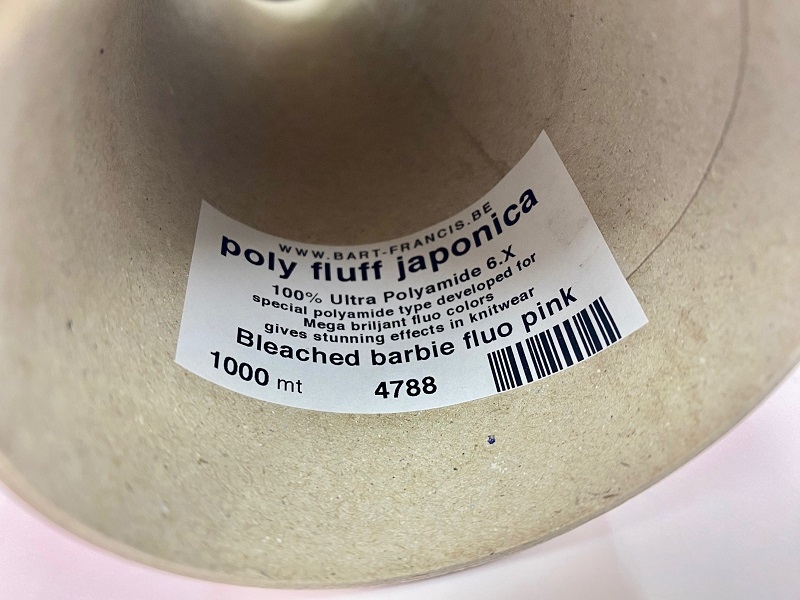 WWW.BART-FRANCIS.BE
poly fluff japonica
100% Ultra Polyamide 6.X
special polyamide type developed for
Mega briljant fluo colors
gives stunning effects in knitwear
Bleached barbie fluo pink
1000 mt 4788